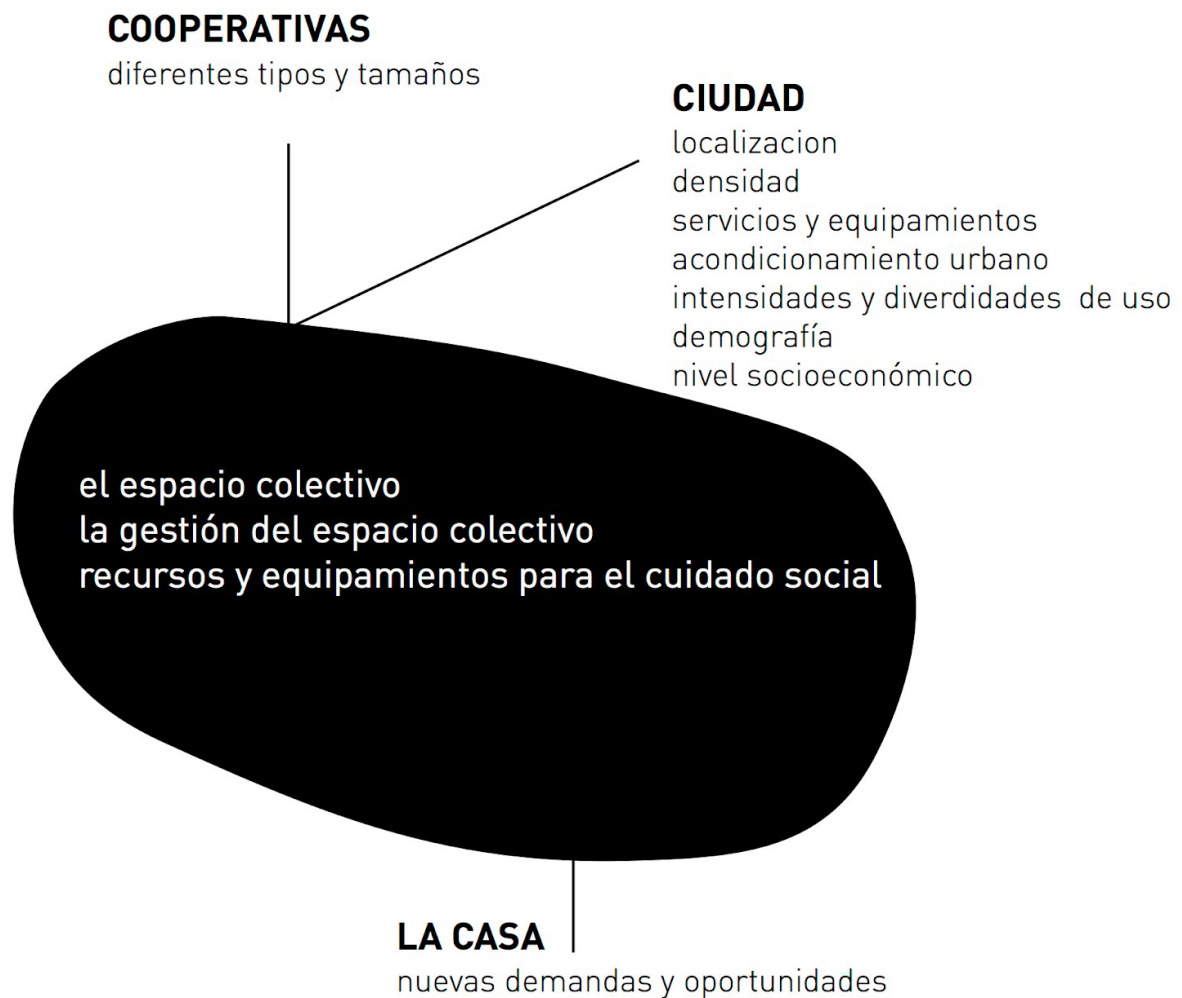 COOPERATIVAS
diferentes tipos y tamaños
CIUDAD
localizacion
densidad
servicios y equipamientos
acondicionamiento urbano
intensidades y diverdidades de uso
demografía
nivel socioeconómico
el espacio colectivo
la gestión del espacio colectivo
recursos y equipamientos para el cuidado social
LA CASA
nuevas demandas y oportunidades